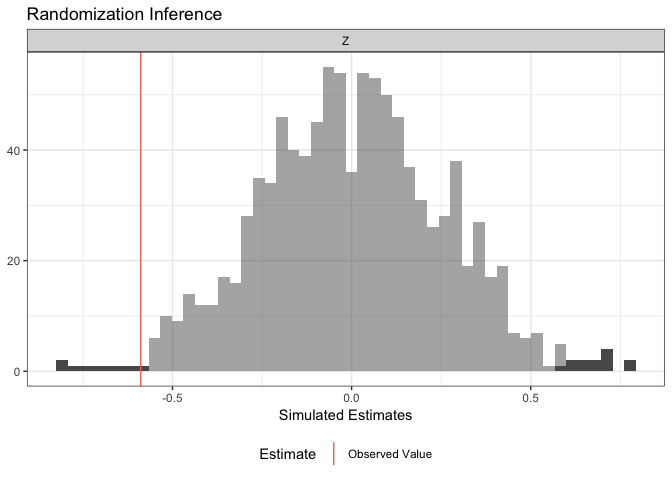 Randomization Inference
Z
40
20
0
-0.5 0.0 0.5
Simulated Estimates
Estimate Observed Value